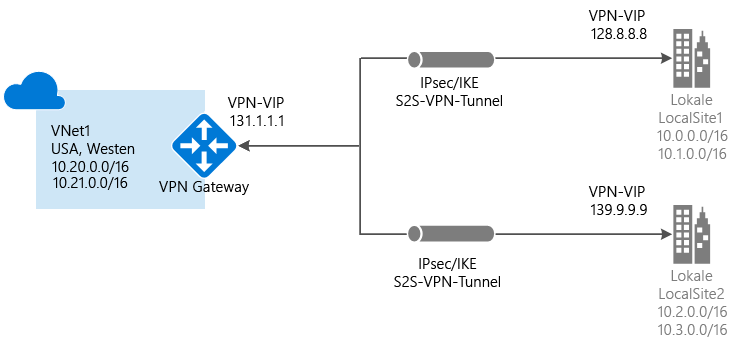 VNet1
USA, Westen
10.20.0.0/16
10.21.0.0/16
VPN-VIP
131.1.1.1
VPN Gateway
IPsec/IKE
S2S-VPN-Tunnel
VPN-VIP
128.8.8.8
Lokale
LocalSite1
10.0.0.0/16
10.1.0.0/16
IPsec/IKE
S2S-VPN-Tunnel
VPN-VIP
139.9.9.9
Lokale
LocalSite2
10.2.0.0/16
10.3.0.0/16